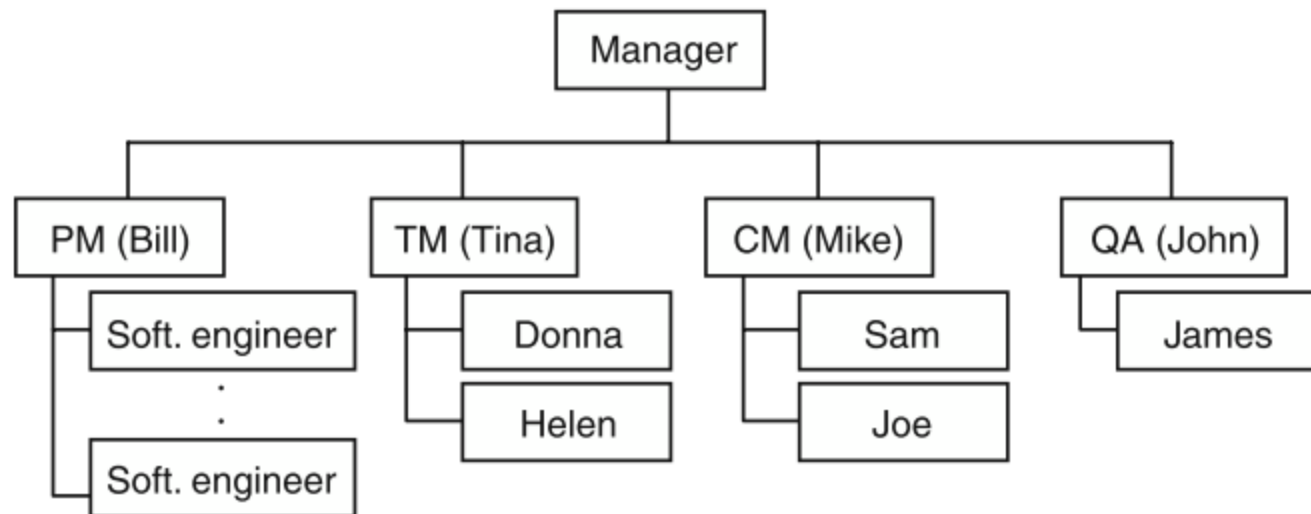 Manager
PM (Bill)
TM (Tina)
CM (Mike)
QA (John)
Soft. engineer
Donna
Sam
James
Helen
Joe
Soft. engineer